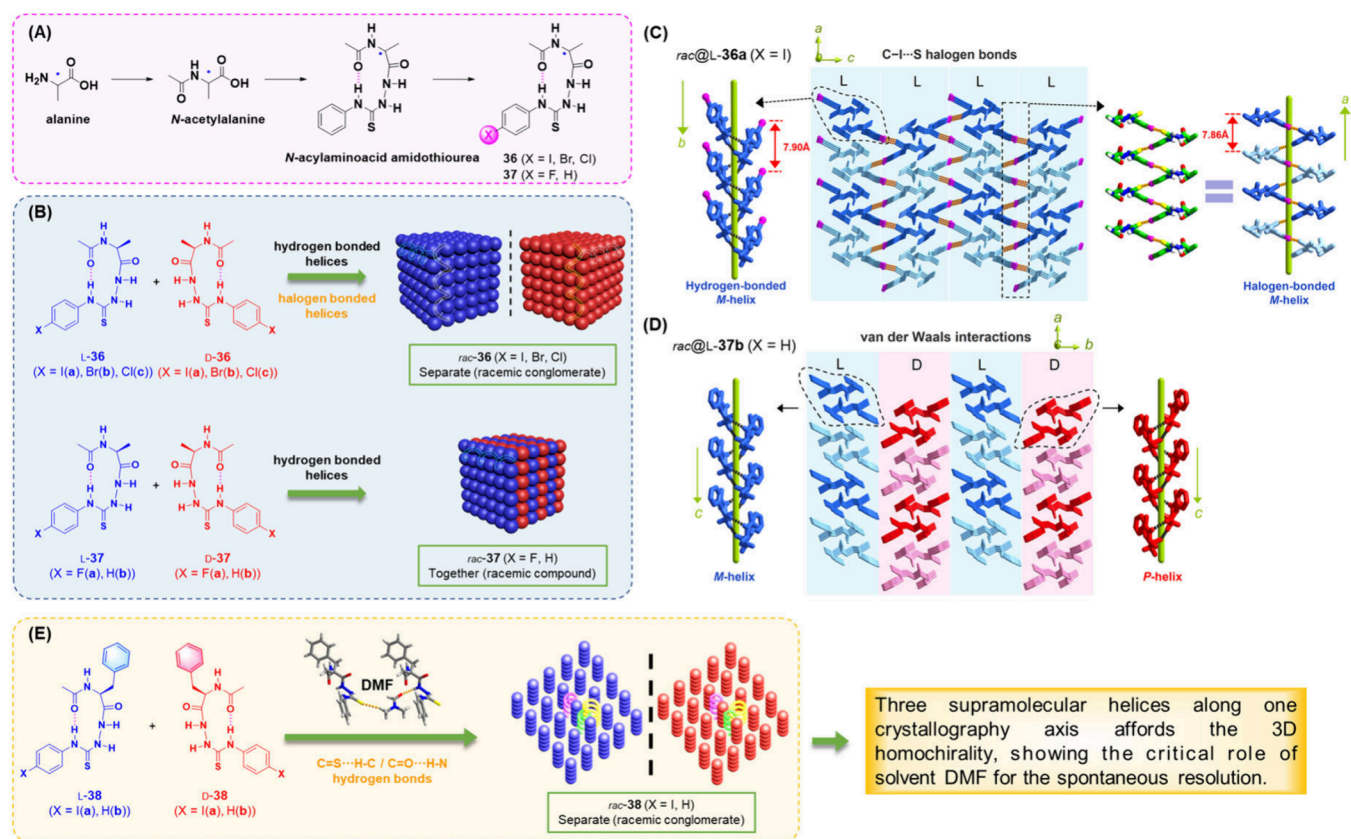 (A)
H
N
O
O
N-H
H
N
N-H
S
H₂N
*
O
OH
alanine
H
N
*
O
O
OH
N-acetylalanine
N-acylaminoacid amidothiourea
H
N
*
O
O
N-H
H
N
N-H
S
X
36 (X = I, Br, Cl)
37 (X = F, H)
(B)
H
N
O
O
N-H
H
N
N-H
S
X
L-36
(X = I(a), Br(b), Cl(c))
+
H
N
O
O
H-N
H
N
H-N
S
X
D-36
(X = I(a), Br(b), Cl(c))
hydrogen bonded
helices
halogen bonded
helices
rac-36 (X = I, Br, Cl)
Separate (racemic conglomerate)
H
N
O
O
N-H
H
N
N-H
S
X
L-37
(X = F(a), H(b))
+
H
N
O
O
H-N
H
N
H-N
S
X
D-37
(X = F(a), H(b))
hydrogen bonded
helices
rac-37 (X = F, H)
Together (racemic compound)
(C)
rac@L-36a (X = I)
a
c
C–I···S halogen bonds
L
L
L
L
b
7.90Å
Hydrogen-bonded
M-helix
7.86Å
a
Halogen-bonded
M-helix
(D)
rac@L-37b (X = H)
van der Waals interactions
a
c
b
L
D
L
D
c
M-helix
c
P-helix
(E)
H
N
O
O
N-H
H
N
N-H
S
X
L-38
(X = I(a), H(b))
+
H
N
O
O
H-N
H
N
H-N
S
X
D-38
(X = I(a), H(b))
DMF
C=S···H-C / C=O···H-N
hydrogen bonds
rac-38 (X = I, H)
Separate (racemic conglomerate)
Three supramolecular helices along one
crystallography axis affords the 3D
homochirality, showing the critical role of
solvent DMF for the spontaneous resolution.